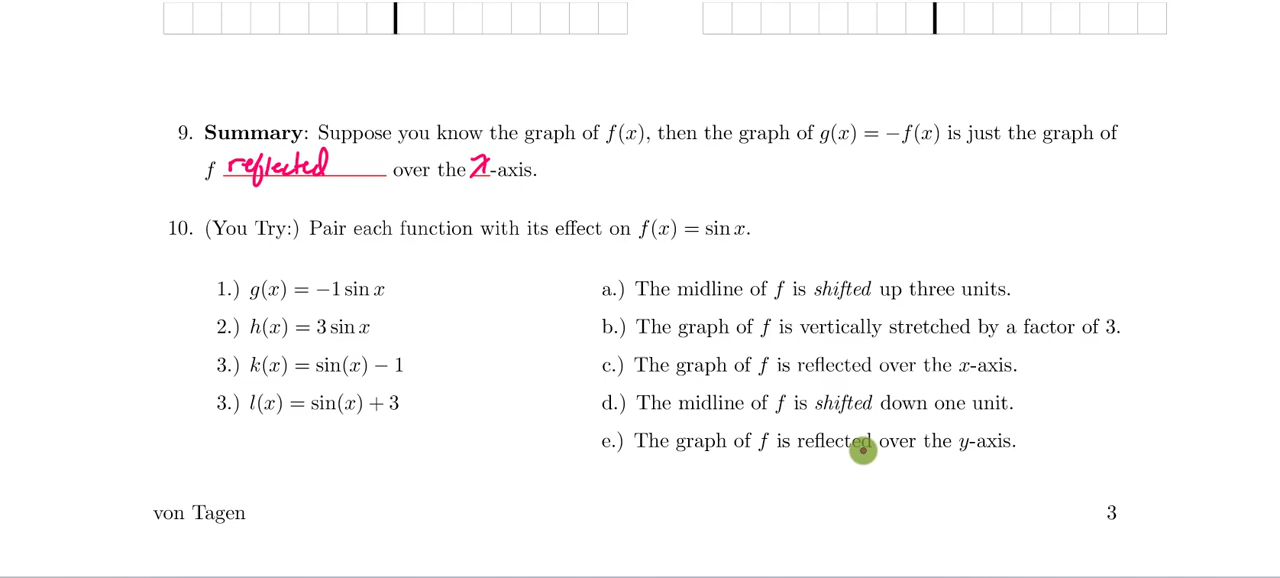 9. Summary: Suppose you know the graph of f(x), then the graph of g(x) = −f(x) is just the graph of
f reflected over the x-axis.
10. (You Try:) Pair each function with its effect on f(x) = sin x.
1.) g(x) = −1 sin x
2.) h(x) = 3 sin x
3.) k(x) = sin(x) − 1
3.) l(x) = sin(x) + 3
a.) The midline of f is shifted up three units.
b.) The graph of f is vertically stretched by a factor of 3.
c.) The graph of f is reflected over the x-axis.
d.) The midline of f is shifted down one unit.
e.) The graph of f is reflected over the y-axis.
von Tagen
3